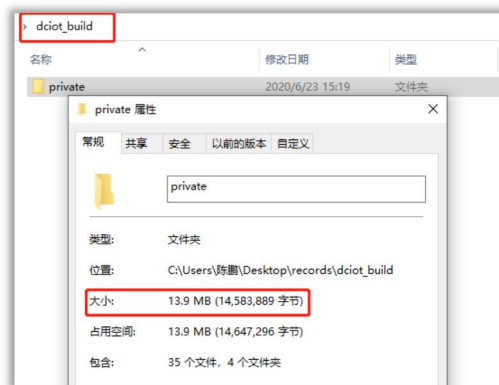 dciot_build
名称
修改日期
类型
private
2020/6/23 15:19
文件夹
private 属性
常规
共享
安全
以前的版本
自定义
private
类型:
文件夹
位置:
C:\Users\陈鹏\Desktop\records\dciot_build
大小:
13.9 MB (14,583,889 字节)
占用空间:
13.9 MB (14,647,296 字节)
包含:
35 个文件，4 个文件夹